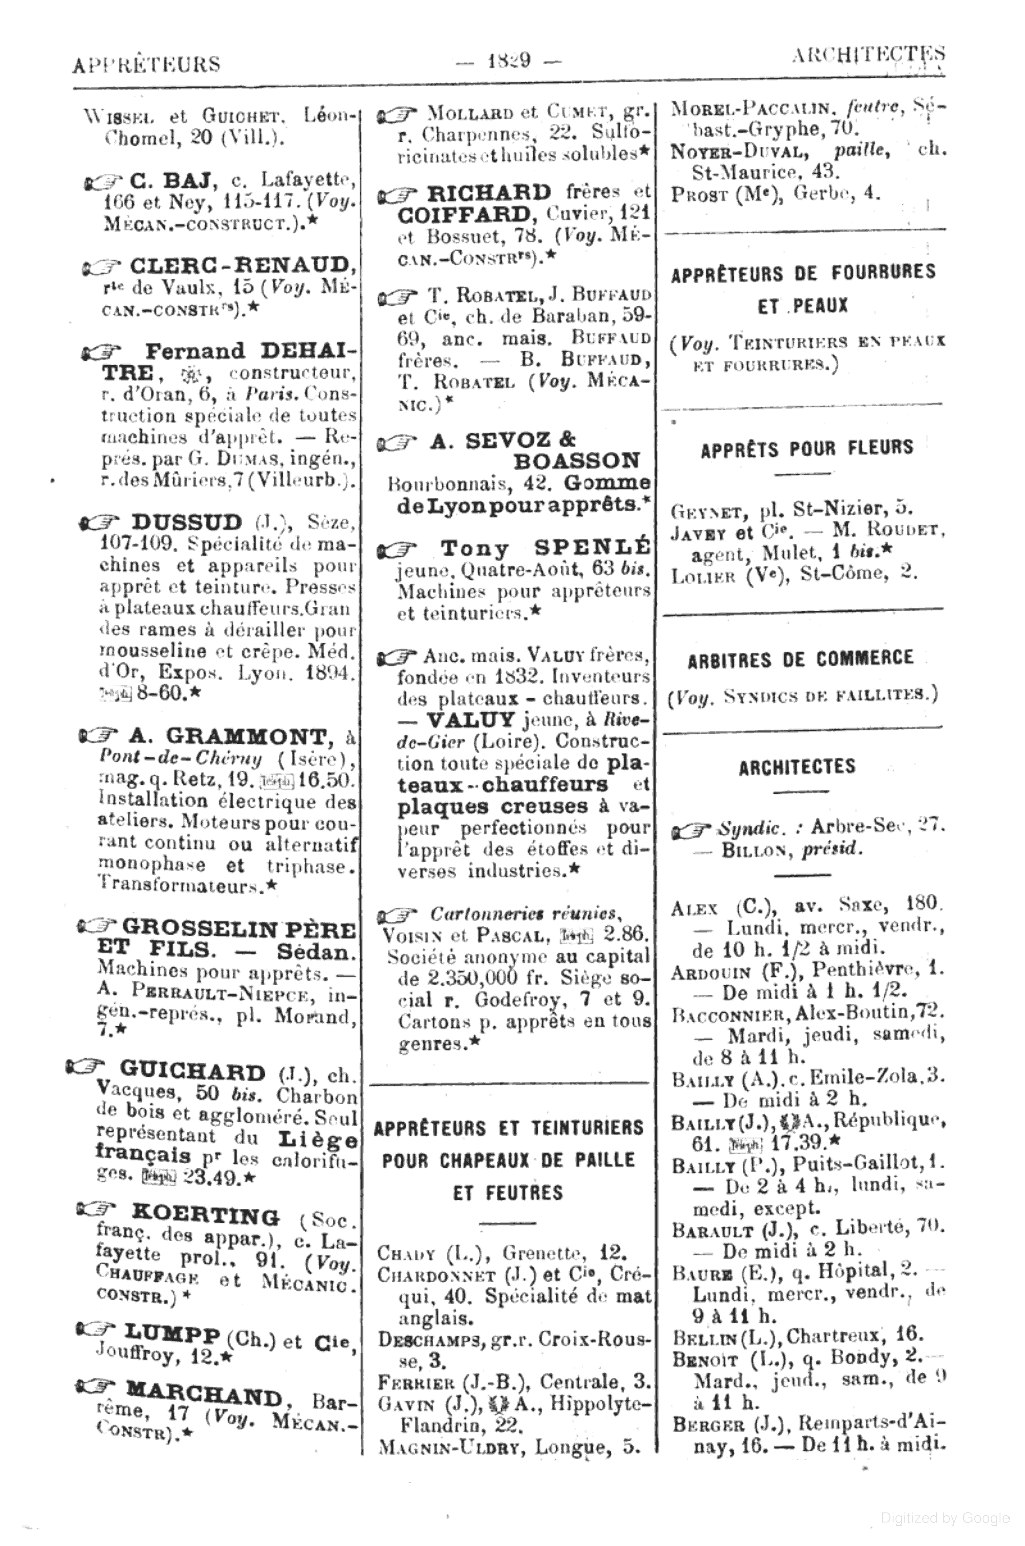 APPRÊTEURS — 1829 — ARCHITECTES
WISSEL et GUICHET, Léon-
Chomel, 20 (Vill.).
C. BAJ, c. Lafayette,
166 et Ney, 115-117. (Voy.
MÉCAN.-CONSTRUCT.).★
CLERC-RENAUD,
rte de Vaulx, 15 (Voy. MÉ-
CAN.-CONSTRrs).★
Fernand DEHAI-
TRE, constructeur,
r. d'Oran, 6, à Paris. Cons-
truction spéciale de toutes
machines d'apprêt. — Re-
prés. par G. DUMAS, ingén.,
r. des Mûriers, 7 (Villeurb.).
DUSSUD (J.), Sèze,
107-109. Spécialité de ma-
chines et appareils pour
apprêt et teinture. Presses
à plateaux chauffeurs. Gran
des rames à dérailler pour
mousseline et crêpe. Méd.
d'Or, Expos. Lyon. 1894.
Téléph. 8-60.★
A. GRAMMONT, à
Pont-de-Chéruy (Isère),
mag. q. Retz, 19. Téléph. 16.50.
Installation électrique des
ateliers. Moteurs pour cou-
rant continu ou alternatif
monophase et triphase.
Transformateurs.★
GROSSELIN PÈRE
ET FILS. — Sedan.
Machines pour apprêts. —
A. PERRAULT-NIEPCE, in-
gén.-représ., pl. Morand,
7.★
GUICHARD (J.), ch.
Vacques, 50 bis. Charbon
de bois et aggloméré. Seul
représentant du Liège
français pr les calorifu-
ges. Téléph. 23.49.★
KOERTING (Soc.
franç. des appar.), c. La-
fayette prol., 91. (Voy.
CHAUFFAGE et MÉCANIC.
CONSTR.)★
LUMPP (Ch.) et Cie,
Jouffroy, 12.★
MARCHAND, Bar-
rême, 17 (Voy. MÉCAN.-
CONSTR).★
MOLLARD et CUMET, gr.
r. Charpennes, 22. Sulfo-
ricinates et huiles solubles★
RICHARD frères et
COIFFARD, Cuvier, 121
et Bossuet, 78. (Voy. MÉ-
CAN.-CONSTRrs).★
T. ROBATEL, J. BUFFAUD
et Cie, ch. de Baraban, 59-
69, anc. mais. BUFFAUD
frères. — B. BUFFAUD,
T. ROBATEL (Voy. MÉCA-
NIC.)★
A. SEVOZ &
BOASSON
Bourbonnais, 42. Gomme
de Lyon pour apprêts.★
Tony SPENLÉ
jeune, Quatre-Août, 63 bis.
Machines pour apprêteurs
et teinturiers.★
Anc. mais. VALUY frères,
fondée en 1832. Inventeurs
des plateaux - chauffeurs.
— VALUY jeune, à Rive-
de-Gier (Loire). Construc-
tion toute spéciale de pla-
teaux-chauffeurs et
plaques creuses à va-
peur perfectionnés pour
l'apprêt des étoffes et di-
verses industries.★
Cartonneries réunies,
VOISIN et PASCAL, Téléph. 2.86.
Société anonyme au capital
de 2.350,000 fr. Siège so-
cial r. Godefroy, 7 et 9.
Cartons p. apprêts en tous
genres.★
APPRÊTEURS ET TEINTURIERS
POUR CHAPEAUX DE PAILLE
ET FEUTRES
CHADY (L.), Grenette, 12.
CHARDONNET (J.) et Cie, Cré-
qui, 40. Spécialité de mat
anglais.
DESCHAMPS, gr. r. Croix-Rous-
se, 3.
FERRIER (J.-B.), Centrale, 3.
GAVIN (J.), A., Hippolyte-
Flandrin, 22.
MAGNIN-ULDRY, Longue, 5.
MOREL-PACCALIN, feutre, Sé-
bast.-Gryphe, 70.
NOYER-DUVAL, paille, ch.
St-Maurice, 43.
PROST (Me), Gerbe, 4.
APPRÊTEURS DE FOURRURES
ET PEAUX
(Voy. TEINTURIERS EN PEAUX
ET FOURRURES.)
APPRÊTS POUR FLEURS
GEYNET, pl. St-Nizier, 5.
JAVEY et Cie. — M. ROUDET,
agent, Mulet, 1 bis.★
LOLIER (Ve), St-Côme, 2.
ARBITRES DE COMMERCE
(Voy. SYNDICS DE FAILLITES.)
ARCHITECTES
Syndic. : Arbre-Sec, 27.
— BILLON, présid.
ALEX (C.), av. Saxe, 180.
— Lundi, mercr., vendr.,
de 10 h. 1/2 à midi.
ARDOUIN (F.), Penthièvre, 1.
— De midi à 1 h. 1/2.
BACCONNIER, Alex-Boutin, 72.
— Mardi, jeudi, samedi,
de 8 à 11 h.
BAILLY (A.), c. Emile-Zola, 3.
— De midi à 2 h.
BAILLY (J.), A., République,
61. Téléph. 17.39.★
BAILLY (P.), Puits-Gaillot, 1.
— De 2 à 4 h., lundi, sa-
medi, except.
BARAULT (J.), c. Liberté, 70.
— De midi à 2 h.
BAURE (E.), q. Hôpital, 2. —
Lundi, mercr., vendr., de
9 à 11 h.
BELLIN (L.), Chartreux, 16.
BENOIT (L.), q. Bondy, 2. —
Mard., jeud., sam., de 9
à 11 h.
BERGER (J.), Remparts-d'Ai-
nay, 16. — De 11 h. à midi.
Digitized by Google